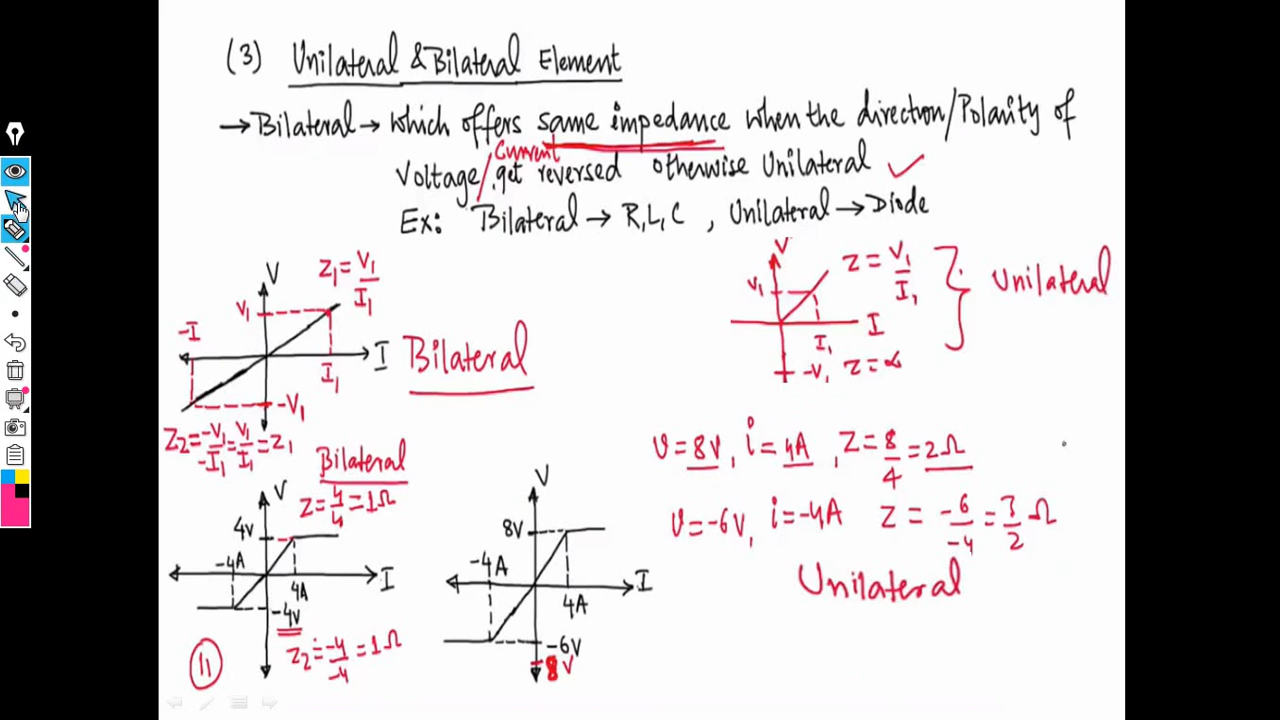 (3) Unilateral & Bilateral Element
→ Bilateral → which offers same impedance when the direction/Polarity of
Voltage/Current get reversed otherwise Unilateral ✓
Ex: Bilateral → R, L, C , Unilateral → Diode
V
Z1 = V1/I1
V1
-I
I
I1
-V1
Z2 = -V1/-I1 = V1/I1 = Z1
Bilateral
V
Z = V1/I1
V1
I
I1
-V1 Z = ∝
} Unilateral
Bilateral
V
Z = 4/4 = 1Ω
4V
-4A
I
4A
-4V
Z2 = -4/-4 = 1Ω
11
V
8V
-4A
I
4A
-6V
-8V
V = 8V, i = 4A, Z = 8/4 = 2Ω
V = -6V, i = -4A Z = -6/-4 = 3/2 Ω
Unilateral